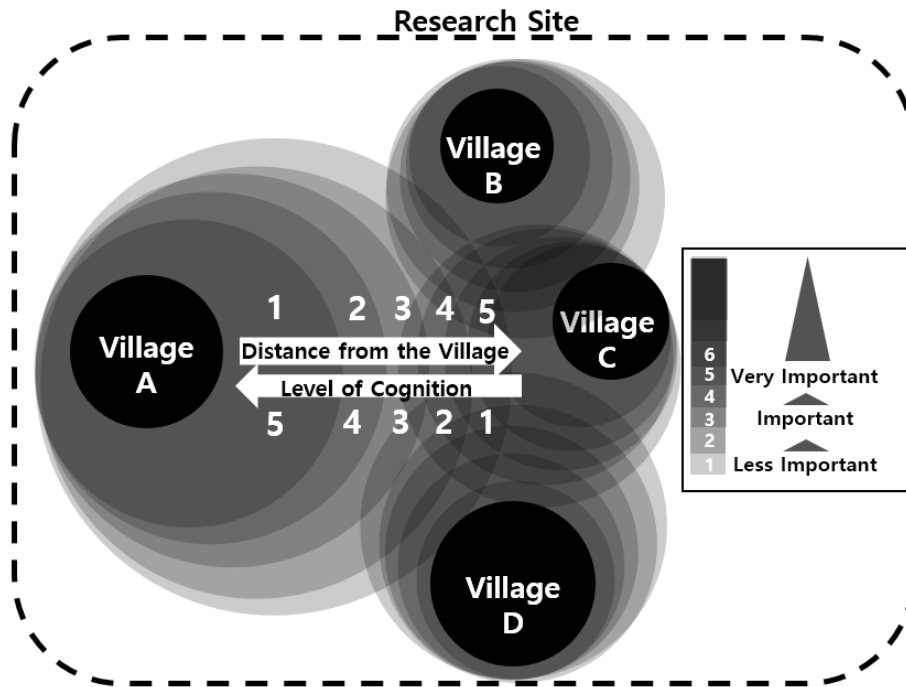 Research Site
Village
B
Village
A
1 2 3 4 5
Distance from the Village
Level of Cognition
5 4 3 2 1
Village
C
Village
D
6
5
Very Important
4
3
Important
2
1
Less Important